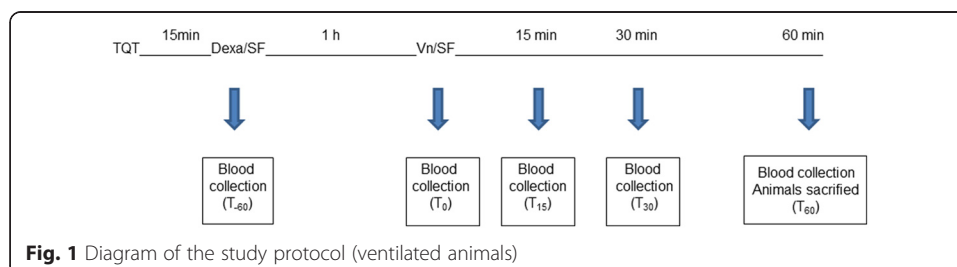 15min 1 h 15 min 30 min 60 min
TQT Dexa/SF Vn/SF
Blood
collection
(T-60)
Blood
collection
(T0)
Blood
collection
(T15)
Blood
collection
(T30)
Blood collection
Animals sacrified
(T60)
Fig. 1 Diagram of the study protocol (ventilated animals)